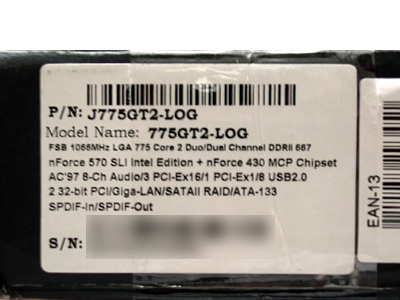 P/N: J775GT2-LOG
Model Name: 775GT2-LOG
FSB 1066MHz LGA 775 Core 2 Duo/Dual Channel DDRII 667
nForce 570 SLI Intel Edition + nForce 430 MCP Chipset
AC'97 8-Ch Audio/3 PCI-Ex16/1 PCI-Ex1/8 USB2.0
2 32-bit PCI/Giga-LAN/SATAII RAID/ATA-133
SPDIF-In/SPDIF-Out
S/N:
EAN-13